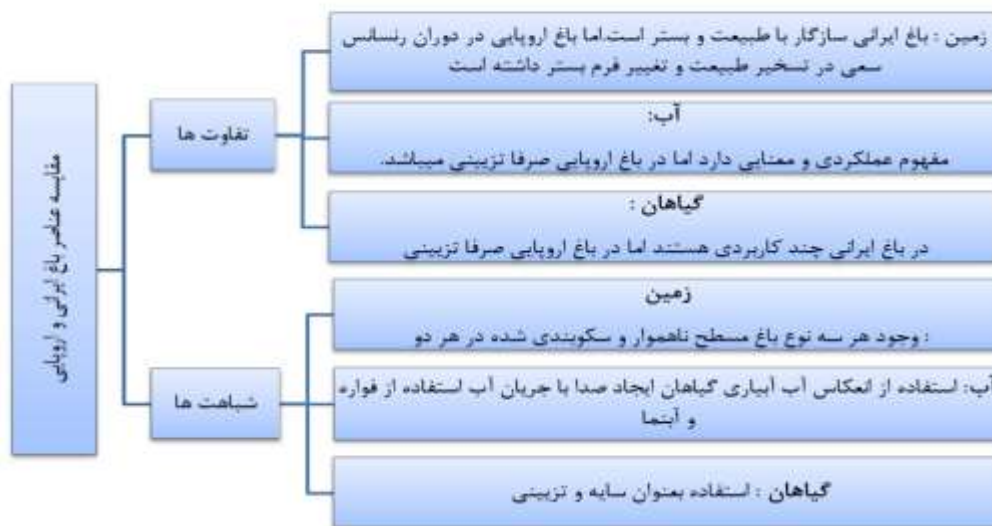 مقایسه عناصر باغ ایرانی و اروپایی
تفاوت ها
زمین : باغ ایرانی سازگار با طبیعت و بستر است.اما باغ اروپایی در دوران رنسانس
سعی در تسخیر طبیعت و تغییر فرم بستر داشته است
آب:
مفهوم عملکردی و معنایی دارد اما در باغ اروپایی صرفا تزیینی میباشد.
گیاهان :
در باغ ایرانی چند کاربردی هستند اما در باغ اروپایی صرفا تزیینی
شباهت ها
زمین
: وجود هر سه نوع باغ مسطح ناهموار و سکوبندی شده در هر دو
آب: استفاده از انعکاس آب آبیاری گیاهان ایجاد صدا با جریان آب استفاده از فواره
و آبنما
گیاهان : استفاده بعنوان سایه و تزیینی